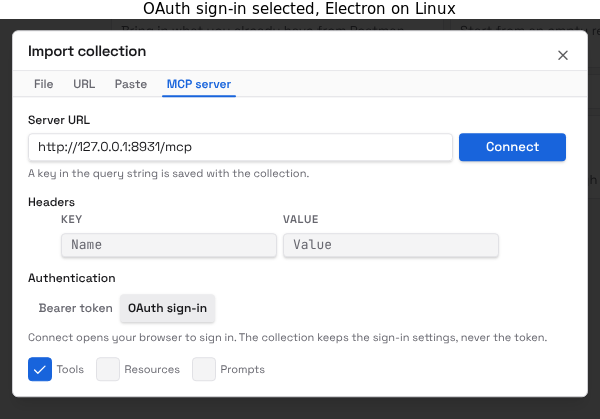 OAuth sign-in selected, Electron on Linux
Import collection
File URL Paste MCP server
Server URL
http://127.0.0.1:8931/mcp Connect
A key in the query string is saved with the collection.
Headers
KEY VALUE
Name Value
Authentication
Bearer token OAuth sign-in
Connect opens your browser to sign in. The collection keeps the sign-in settings, never the token.
Tools Resources Prompts